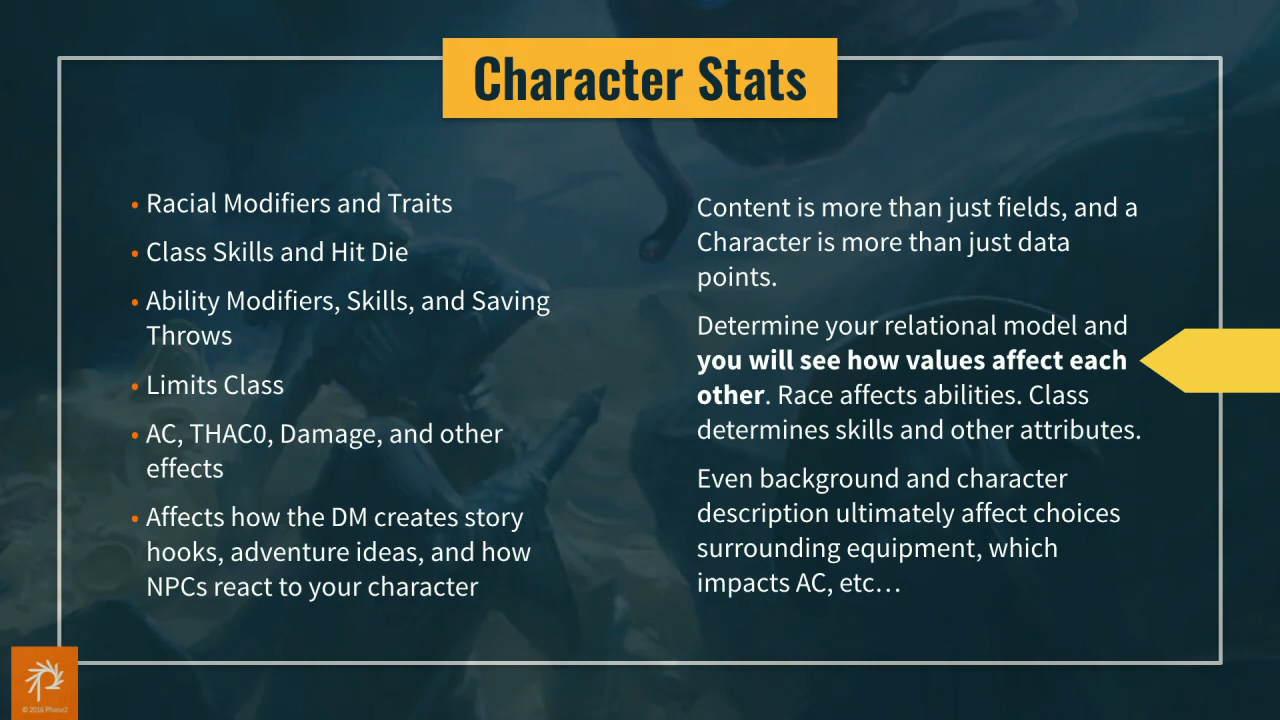 Character Stats
• Racial Modifiers and Traits
• Class Skills and Hit Die
• Ability Modifiers, Skills, and Saving
Throws
• Limits Class
• AC, THAC0, Damage, and other
effects
• Affects how the DM creates story
hooks, adventure ideas, and how
NPCs react to your character
Content is more than just fields, and a
Character is more than just data
points.
Determine your relational model and
you will see how values affect each
other. Race affects abilities. Class
determines skills and other attributes.
Even background and character
description ultimately affect choices
surrounding equipment, which
impacts AC, etc…
© 2016 Phase2